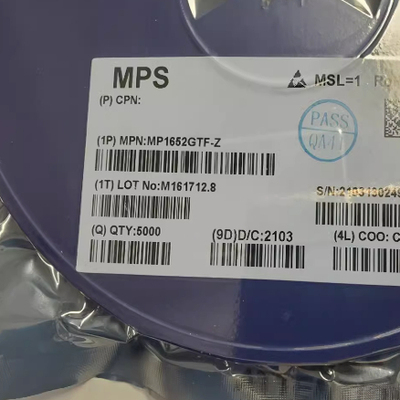 MPS
MSL=1
(P) CPN:
PASS
(1P) MPN:MP1652GTF-Z
(1T) LOT No:M161712.8
(Q) QTY:5000
(9D)D/C:2103
(4L) COO: